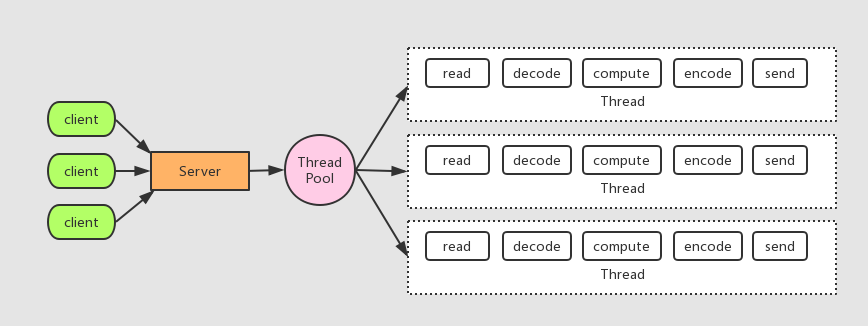 client
client
client
Server
Thread
Pool
read decode compute encode send
Thread
read decode compute encode send
Thread
read decode compute encode send
Thread